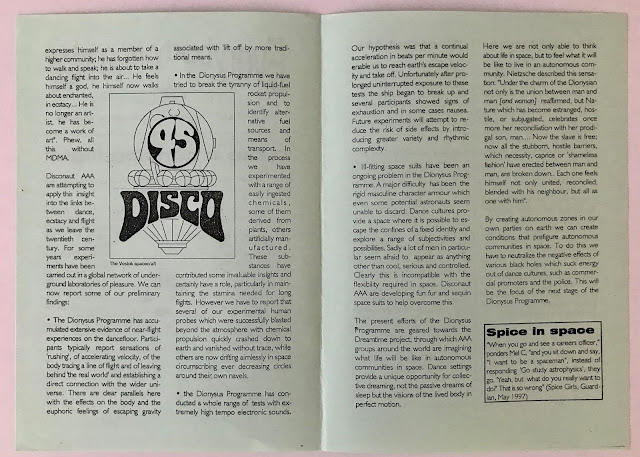 expresses himself as a member of a
higher community; he has forgotten how
to walk and speak; he is about to take a
dancing flight into the air... He feels
himself a god, he himself now walks
about enchanted,
in ecstacy... He is
no longer an art-
ist, he has be-
come a work of
art". Phew, all
this without
MDMA.
Disconaut AAA
are attempting to
apply this insight
into the links be-
tween dance,
ecstacy and flight
as we leave the
twentieth cen-
tury. For some
years experi-
ments have been
carried out in a global network of under-
ground laboratories of pleasure. We can
now report some of our preliminary
findings:
• The Dionysus Programme has accu-
mulated extensive evidence of near-flight
experiences on the dancefloor. Partici-
pants typically report sensations of
'rushing', of accelerating velocity, of the
body tracing a line of flight and of leaving
behind 'the real world' and establishing a
direct connection with the wider uni-
verse. There are clear parallels here
with the effects on the body and the
euphoric feelings of escaping gravity
45
DISCO
The Vostok spacecraft
associated with 'lift off' by more tradi-
tional means.
• In the Dionysus Programme we have
tried to break the tyranny of liquid-fuel
rocket propul-
sion and to
identify alter-
native fuel
sources and
means of
transport. In
the process
we have
experimented
with a range of
easily ingested
chemicals,
some of them
derived from
plants, others
artificially man-
ufactured.
These sub-
stances have
contributed some invaluable insights and
certainly have a role, particularly in main-
taining the stamina needed for long
flights. However we have to report that
several of our experimental human
probes which were successfully blasted
beyond the atmosphere with chemical
propulsion quickly crashed down to
earth and vanished without trace, while
others are now drifting aimlessly in space
circumscribing ever decreasing circles
around their own navels.
• the Dionysus Programme has con-
ducted a whole range of tests with ex-
tremely high tempo electronic sounds.
Our hypothesis was that a continual
acceleration in beats per minute would
enable us to reach earth's escape veloc-
ity and take off. Unfortunately after pro-
longed uninterrupted exposure to these
tests the ship began to break up and
several participants showed signs of
exhaustion and in some cases nausea.
Future experiments will attempt to re-
duce the risk of side effects by intro-
ducing greater variety and rhythmic
complexity.
• Ill-fitting space suits have been an
ongoing problem in the Dionysus Prog-
ramme. A major difficulty has been the
rigid masculine character armour which
even some potential astronauts seem
unable to discard. Dance cultures pro-
vide a space where it is possible to es-
cape the confines of a fixed identity and
explore a range of subjectivities and
possibilities. Sadly a lot of men in particu-
lar seem afraid to appear as anything
other than cool, serious and controlled.
Clearly this is incompatible with the
flexibility required in space. Disconaut
AAA are developing fun fur and sequin
space suits to help overcome this.
The present efforts of the Dionysus
Programme are geared towards the
Dreamtime project, through which AAA
groups around the world are imagining
what life will be like in autonomous
communities in space. Dance settings
provide a unique opportunity for collec-
tive dreaming, not the passive dreams of
sleep but the visions of the lived body in
perfect motion.
Here we are not only able to think
about life in space, but to feel what it will
be like to live in an autonomous com-
munity. Nietzsche described this sensa-
tion: "Under the charm of the Dionysian
not only is the union between man and
man [and women] reaffirmed, but Na-
ture which has become estranged, hos-
tile, or subjugated, celebrates once
more her reconciliation with her prodi-
gal son, man.... Now the slave is free;
now all the stubborn, hostile barriers,
which necessity, caprice or 'shameless
fashion' have erected between man and
man, are broken down... Each one feels
himself not only united, reconciled,
blended with his neighbour, but all as
one with him".
By creating autonomous zones in our
own parties on earth we can create
conditions that prefigure autonomous
communities in space. To do this we
have to neutralise the negative effects of
various black holes which suck energy
out of dance cultures, such as commer-
cial promoters and the police. This will
be the focus of the next stage of the
Dionysus Programme.
Spice in space
"When you go and see a careers officer,"
ponders Mel C, "and you sit down and say,
"I want to be a spaceman", instead of
responding 'Go study astrophysics', they
go. 'Yeah, but what do you really want to
do?' That is so wrong" (Spice Girls, Guard-
ian, May 1997)